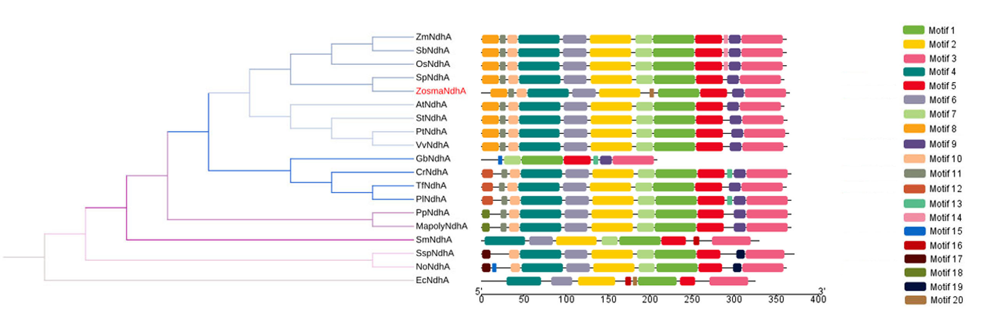 ZmNdhA
SbNdhA
OsNdhA
SpNdhA
ZosmaNdhA
AtNdhA
StNdhA
PtNdhA
VvNdhA
GbNdhA
CrNdhA
TfNdhA
PlNdhA
PpNdhA
MapolyNdhA
SmNdhA
SspNdhA
NoNdhA
EcNdhA
5' 3'
0 50 100 150 200 250 300 350 400
Motif 1
Motif 2
Motif 3
Motif 4
Motif 5
Motif 6
Motif 7
Motif 8
Motif 9
Motif 10
Motif 11
Motif 12
Motif 13
Motif 14
Motif 15
Motif 16
Motif 17
Motif 18
Motif 19
Motif 20